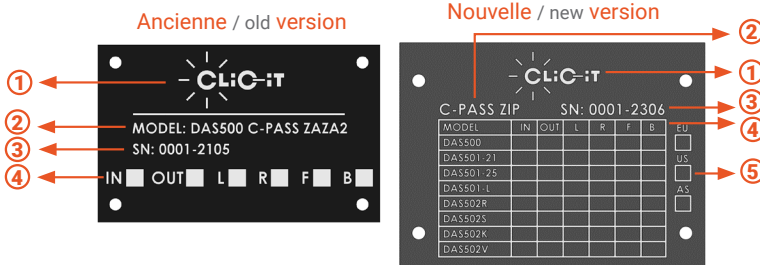 Ancienne / old version
① CLiC-iT
② MODEL: DAS500 C-PASS ZAZA2
③ SN: 0001-2105
④ IN OUT L R F B
Nouvelle / new version
②
CLiC-iT ①
C-PASS ZIP SN: 0001-2306 ③
MODEL IN OUT L R F B ④
EU
DAS500
DAS501-21
US
DAS501-25 ⑤
DAS501-L
AS
DAS502R
DAS502S
DAS502K
DAS502V